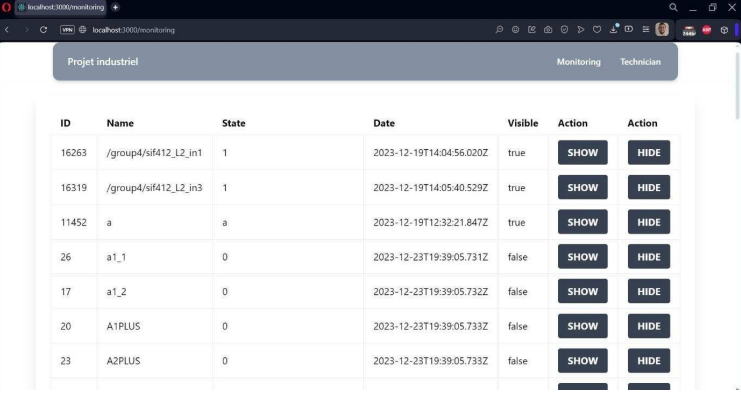 localhost:3000/monitoring
VPN localhost:3000/monitoring
Projet industriel Monitoring Technician
ID Name State Date Visible Action Action
16263 /group4/sif412_L2_in1 1 2023-12-19T14:04:56.020Z true SHOW HIDE
16319 /group4/sif412_L2_in3 1 2023-12-19T14:05:40.529Z true SHOW HIDE
11452 a a 2023-12-19T12:32:21.847Z true SHOW HIDE
26 a1_1 0 2023-12-23T19:39:05.731Z false SHOW HIDE
17 a1_2 0 2023-12-23T19:39:05.732Z false SHOW HIDE
20 A1PLUS 0 2023-12-23T19:39:05.733Z false SHOW HIDE
23 A2PLUS 0 2023-12-23T19:39:05.733Z false SHOW HIDE